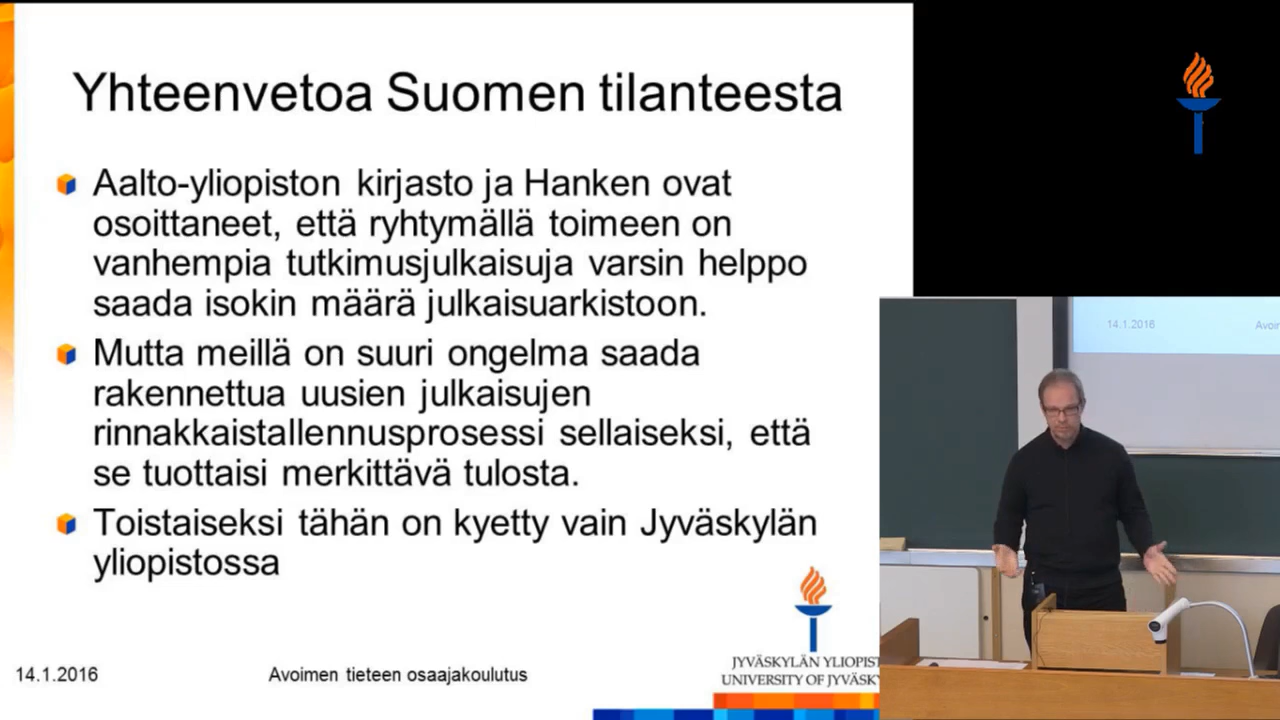 Yhteenvetoa Suomen tilanteesta
Aalto-yliopiston kirjasto ja Hanken ovat
osoittaneet, että ryhtymällä toimeen on
vanhempia tutkimusjulkaisuja varsin helppo
saada isokin määrä julkaisuarkistoon.
Mutta meillä on suuri ongelma saada
rakennettua uusien julkaisujen
rinnakkaistallennusprosessi sellaiseksi, että
se tuottaisi merkittävä tulosta.
Toistaiseksi tähän on kyetty vain Jyväskylän
yliopistossa
14.1.2016
Avoimen tieteen osaajakoulutus
JYVÄSKYLÄN YLIOPIS
UNIVERSITY OF JYVÄSK
14.1.2016
Avoi